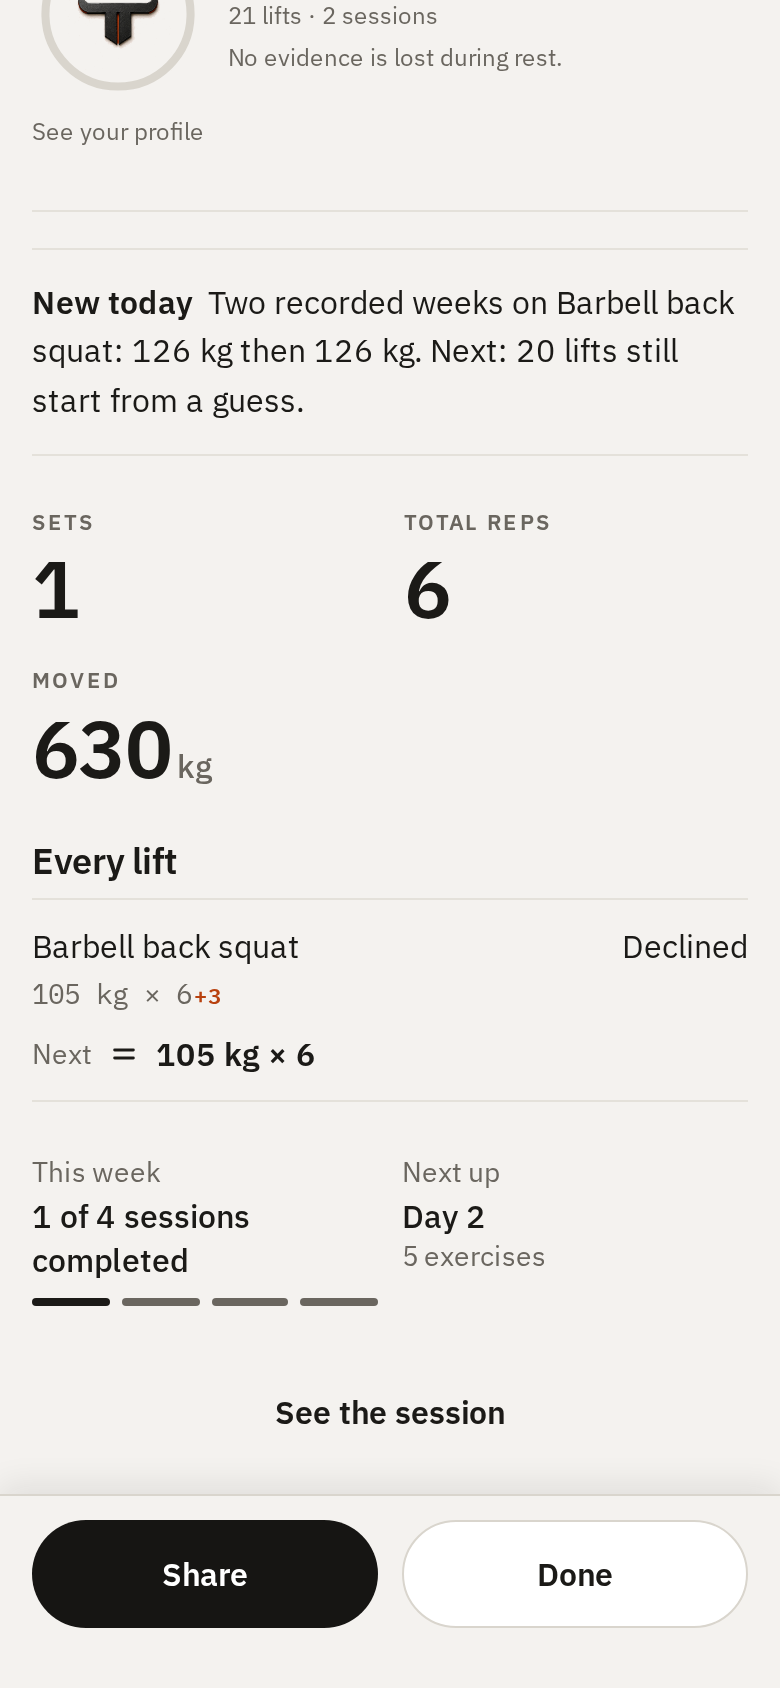 21 lifts · 2 sessions
No evidence is lost during rest.
See your profile
New today Two recorded weeks on Barbell back
squat: 126 kg then 126 kg. Next: 20 lifts still
start from a guess.
SETS
TOTAL REPS
1
6
MOVED
630 kg
Every lift
Barbell back squat
Declined
105 kg × 6+3
Next = 105 kg × 6
This week
Next up
1 of 4 sessions
completed
Day 2
5 exercises
See the session
Share
Done